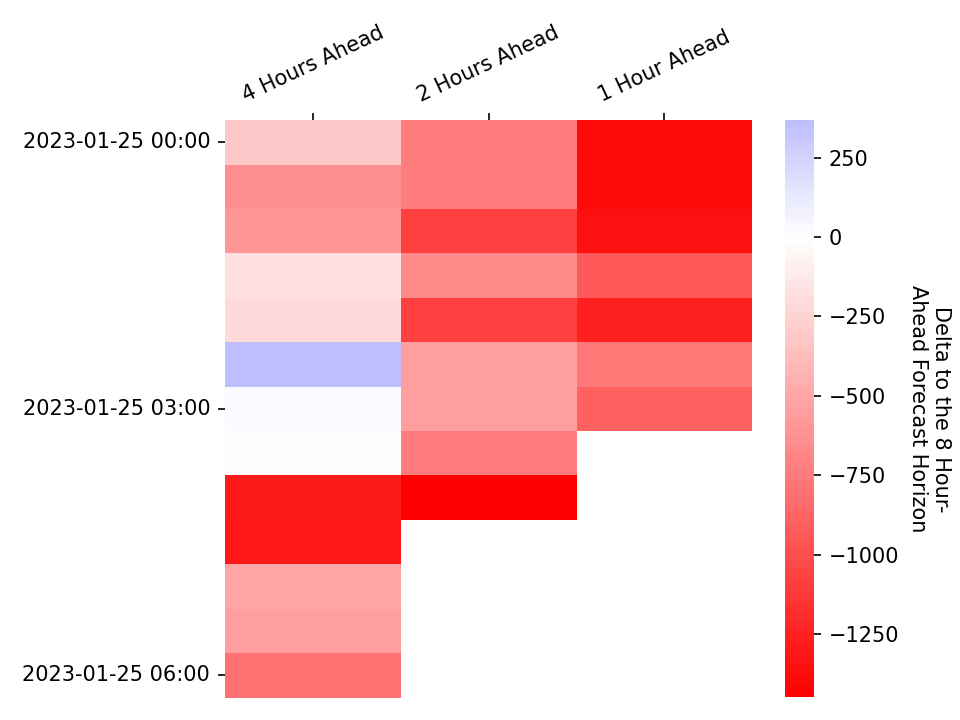 4 Hours Ahead
2 Hours Ahead
1 Hour Ahead
2023-01-25 00:00
2023-01-25 03:00
2023-01-25 06:00
250
0
−250
−500
−750
−1000
−1250
Delta to the 8 Hour-
Ahead Forecast Horizon